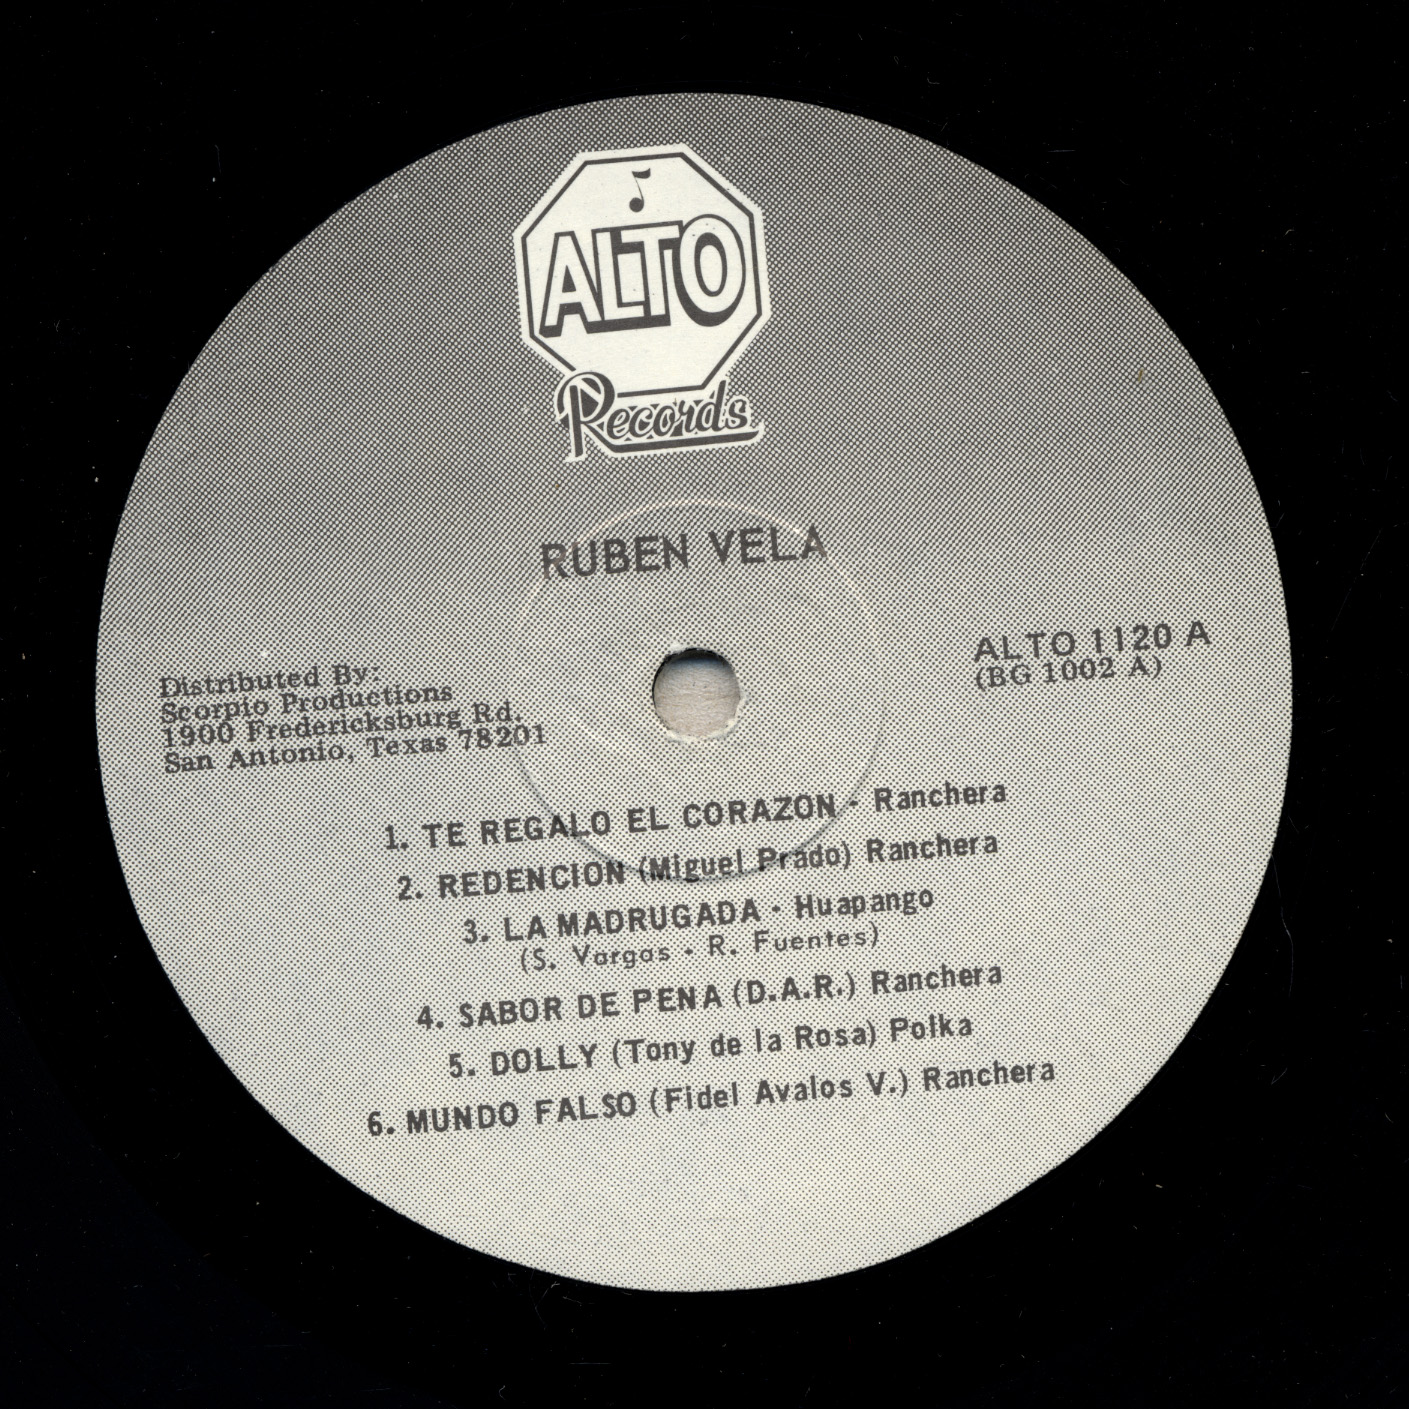 ALTO
Records
RUBEN VELA
ALTO 1120 A
(BG 1002 A)
Distributed By:
Scorpio Productions
1900 Fredericksburg Rd.
San Antonio, Texas 78201
1. TE REGALO EL CORAZON - Ranchera
2. REDENCION (Miguel Prado) Ranchera
3. LA MADRUGADA - Huapango
(S. Vargas - R. Fuentes)
4. SABOR DE PENA (D.A.R.) Ranchera
5. DOLLY (Tony de la Rosa) Polka
6. MUNDO FALSO (Fidel Avalos V.) Ranchera